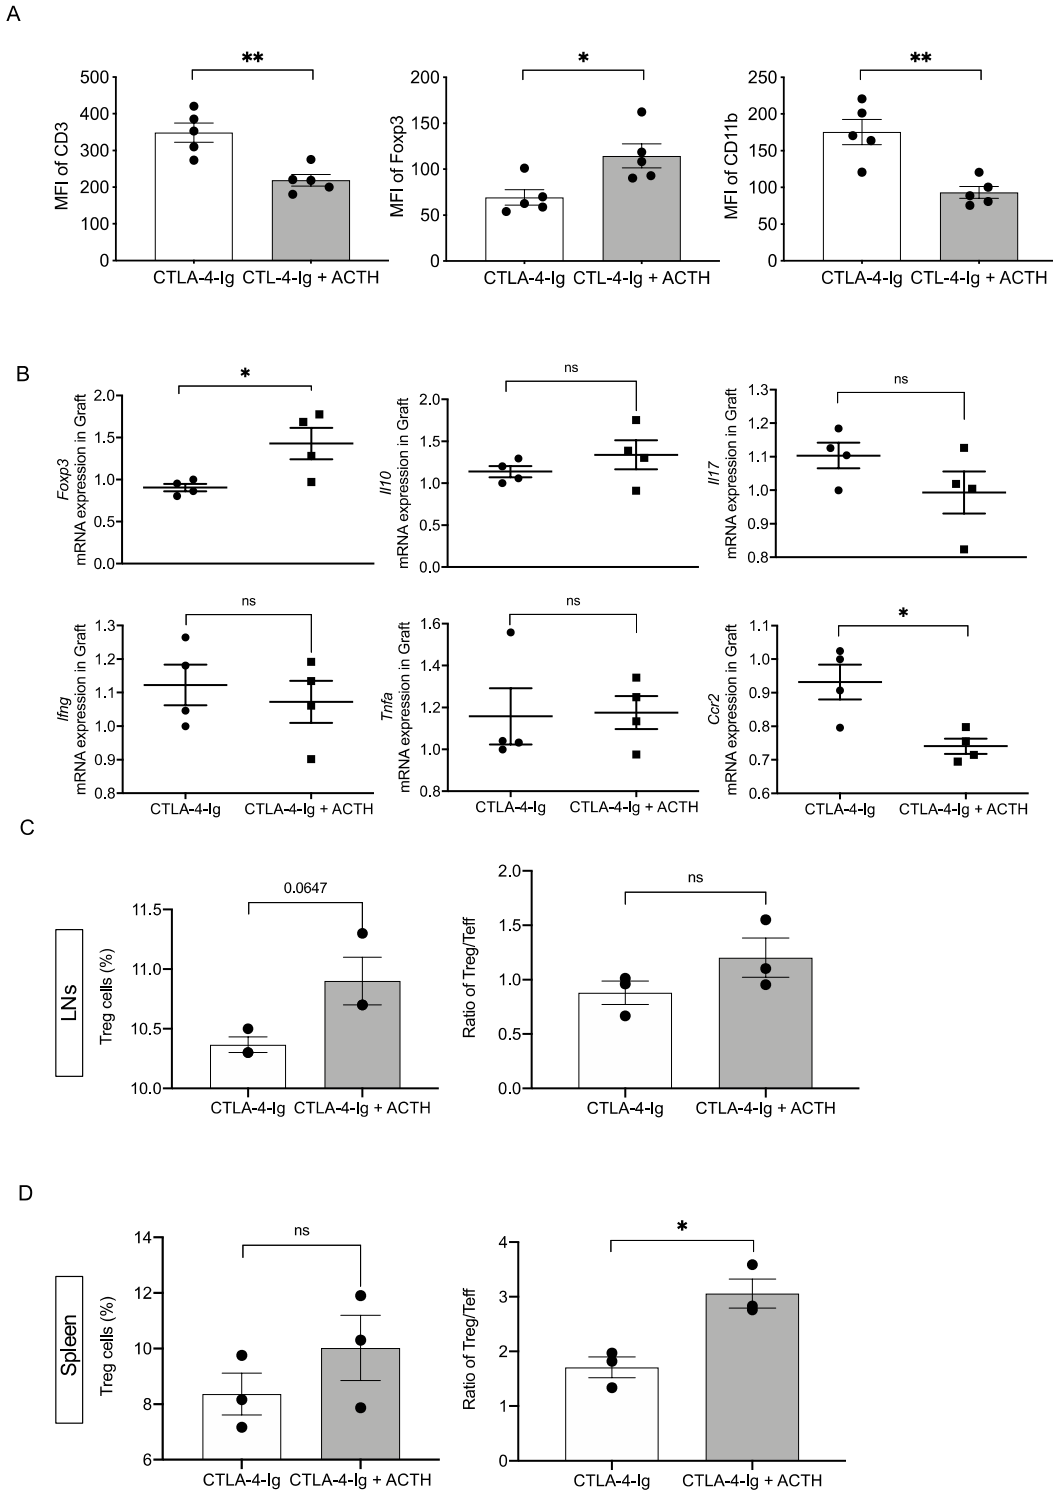 A
**
*
**
MFI of CD3
500
400
300
200
100
0
CTLA-4-Ig
CTL-4-Ig + ACTH
MFI of Foxp3
200
150
100
50
0
CTLA-4-Ig
CTL-4-Ig + ACTH
MFI of CD11b
250
200
150
100
50
0
CTLA-4-Ig
CTL-4-Ig + ACTH
B
*
Foxp3
mRNA expression in Graft
2.0
1.5
1.0
0.5
0.0
ns
Il10
mRNA expression in Graft
2.0
1.5
1.0
0.5
0.0
ns
Il17
mRNA expression in Graft
1.3
1.2
1.1
1.0
0.9
0.8
ns
Ifng
mRNA expression in Graft
1.3
1.2
1.1
1.0
0.9
0.8
CTLA-4-Ig
CTLA-4-Ig + ACTH
ns
Tnfa
mRNA expression in Graft
1.6
1.4
1.2
1.0
0.8
CTLA-4-Ig
CTLA-4-Ig + ACTH
*
Ccr2
mRNA expression in Graft
1.1
1.0
0.9
0.8
0.7
0.6
CTLA-4-Ig
CTLA-4-Ig + ACTH
C
LNs
0.0647
Treg cells (%)
11.5
11.0
10.5
10.0
CTLA-4-Ig
CTLA-4-Ig + ACTH
ns
Ratio of Treg/Teff
2.0
1.5
1.0
0.5
0.0
CTLA-4-Ig
CTLA-4-Ig + ACTH
D
Spleen
ns
Treg cells (%)
14
12
10
8
6
CTLA-4-Ig
CTLA-4-Ig + ACTH
*
Ratio of Treg/Teff
4
3
2
1
0
CTLA-4-Ig
CTLA-4-Ig + ACTH